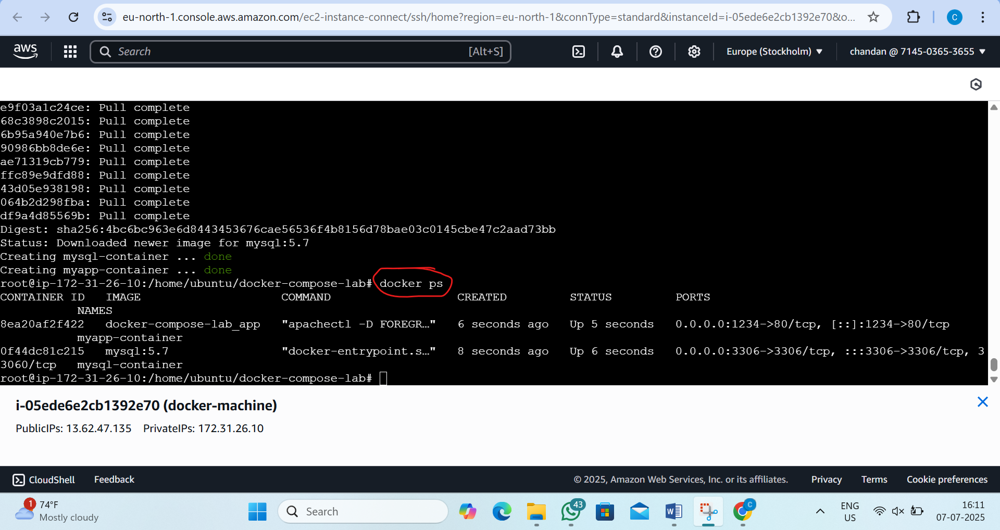 eu-north-1.console.aws.amazon.com/ec2-instance-connect/ssh/home?region=eu-north-1&connType=standard&instanceId=i-05ede6e2cb1392e70&o...
C
aws
Search
[Alt+S]
Europe (Stockholm)
chandan @ 7145-0365-3655
e9f03a1c24ce: Pull complete
68c3898c2015: Pull complete
6b95a940e7b6: Pull complete
90986bb8de6e: Pull complete
ae71319cb779: Pull complete
ffc89e9dfd88: Pull complete
43d05e938198: Pull complete
064b2d298fba: Pull complete
df9a4d85569b: Pull complete
Digest: sha256:4bc6bc963e6d8443453676cae56536f4b8156d78bae03c0145cbe47c2aad73bb
Status: Downloaded newer image for mysql:5.7
Creating mysql-container ... done
Creating myapp-container ... done
root@ip-172-31-26-10:/home/ubuntu/docker-compose-lab# docker ps
CONTAINER ID   IMAGE                    COMMAND                  CREATED         STATUS         PORTS
           NAMES
8ea20af2f422   docker-compose-lab_app   "apachectl -D FOREGR…"   6 seconds ago   Up 5 seconds   0.0.0.0:1234->80/tcp, [::]:1234->80/tcp
           myapp-container
0f44dc81c215   mysql:5.7                "docker-entrypoint.s…"   8 seconds ago   Up 6 seconds   0.0.0.0:3306->3306/tcp, :::3306->3306/tcp, 3
3060/tcp   mysql-container
root@ip-172-31-26-10:/home/ubuntu/docker-compose-lab#
i-05ede6e2cb1392e70 (docker-machine)
PublicIPs: 13.62.47.135    PrivateIPs: 172.31.26.10
CloudShell
Feedback
© 2025, Amazon Web Services, Inc. or its affiliates.
Privacy
Terms
Cookie preferences
1
74°F
Mostly cloudy
Search
43
W
C
ENG
US
16:11
07-07-2025